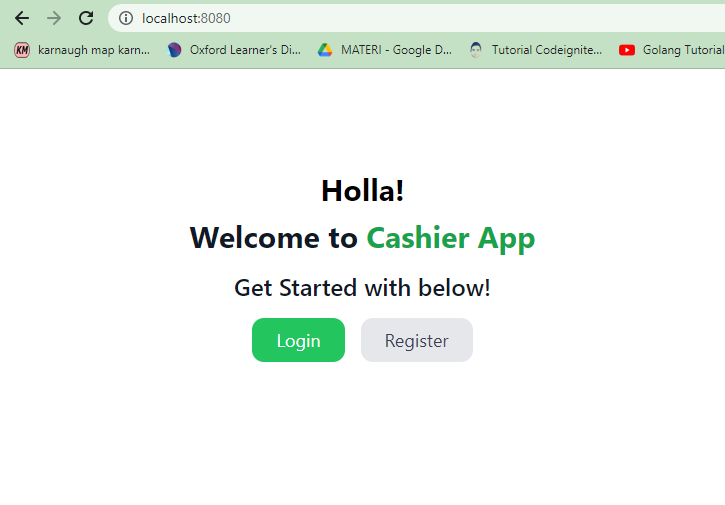 localhost:8080
KM karnaugh map karn... Oxford Learner's Di... MATERI - Google D... Tutorial Codeignite... Golang Tutorial
Holla!
Welcome to Cashier App
Get Started with below!
Login Register